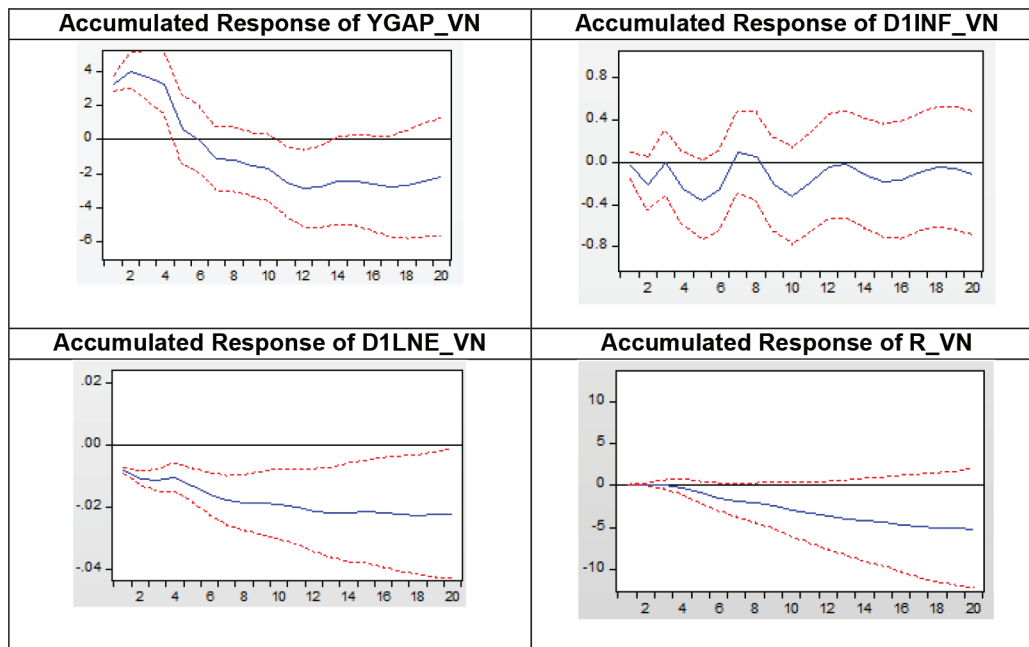 Accumulated Response of YGAP_VN
4
2
0
-2
-4
-6
2 4 6 8 10 12 14 16 18 20
Accumulated Response of D1INF_VN
0.8
0.4
0.0
-0.4
-0.8
2 4 6 8 10 12 14 16 18 20
Accumulated Response of D1LNE_VN
.02
.00
-.02
-.04
2 4 6 8 10 12 14 16 18 20
Accumulated Response of R_VN
10
5
0
-5
-10
2 4 6 8 10 12 14 16 18 20